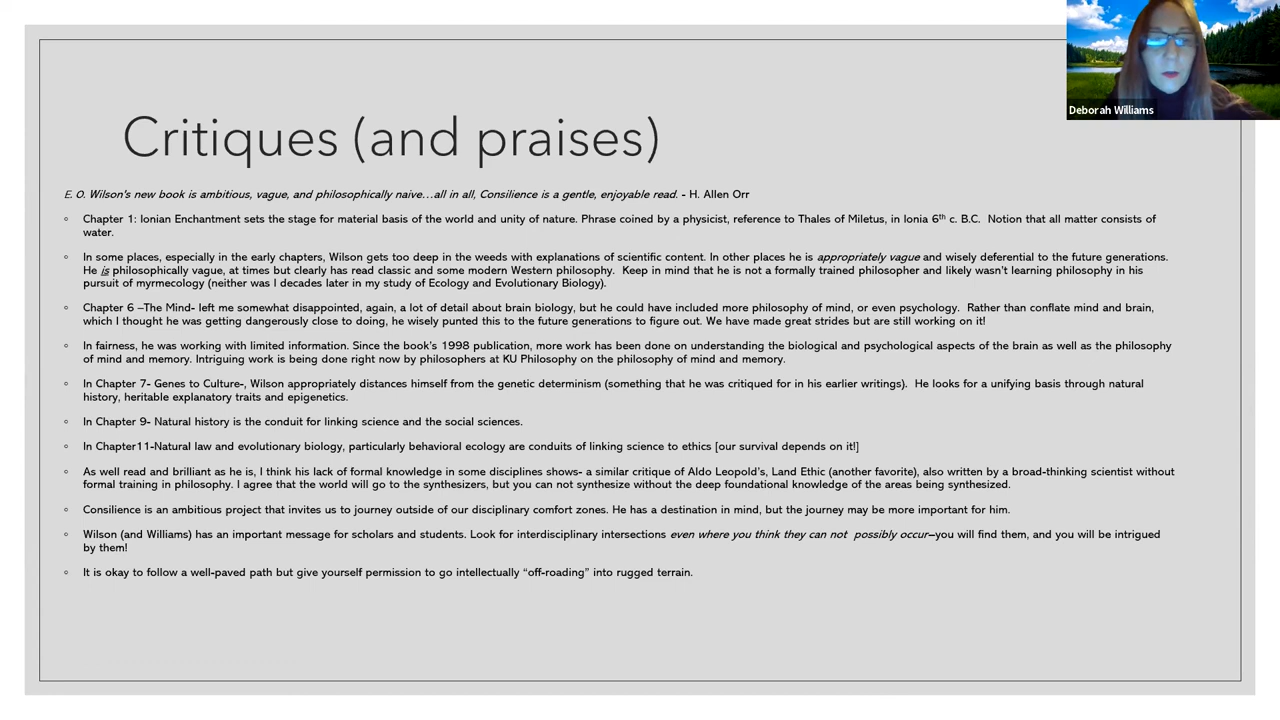 Deborah Williams
Critiques (and praises)
E. O. Wilson's new book is ambitious, vague, and philosophically naive…all in all, Consilience is a gentle, enjoyable read. - H. Allen Orr
◦ Chapter 1: Ionian Enchantment sets the stage for material basis of the world and unity of nature. Phrase coined by a physicist, reference to Thales of Miletus, in Ionia 6th c. B.C. Notion that all matter consists of
water.
◦ In some places, especially in the early chapters, Wilson gets too deep in the weeds with explanations of scientific content. In other places he is appropriately vague and wisely deferential to the future generations.
He is philosophically vague, at times but clearly has read classic and some modern Western philosophy. Keep in mind that he is not a formally trained philosopher and likely wasn't learning philosophy in his
pursuit of myrmecology (neither was I decades later in my study of Ecology and Evolutionary Biology).
◦ Chapter 6 –The Mind- left me somewhat disappointed, again, a lot of detail about brain biology, but he could have included more philosophy of mind, or even psychology. Rather than conflate mind and brain,
which I thought he was getting dangerously close to doing, he wisely punted this to the future generations to figure out. We have made great strides but are still working on it!
◦ In fairness, he was working with limited information. Since the book's 1998 publication, more work has been done on understanding the biological and psychological aspects of the brain as well as the philosophy
of mind and memory. Intriguing work is being done right now by philosophers at KU Philosophy on the philosophy of mind and memory.
◦ In Chapter 7- Genes to Culture-, Wilson appropriately distances himself from the genetic determinism (something that he was critiqued for in his earlier writings). He looks for a unifying basis through natural
history, heritable explanatory traits and epigenetics.
◦ In Chapter 9- Natural history is the conduit for linking science and the social sciences.
◦ In Chapter11-Natural law and evolutionary biology, particularly behavioral ecology are conduits of linking science to ethics [our survival depends on it!]
◦ As well read and brilliant as he is, I think his lack of formal knowledge in some disciplines shows- a similar critique of Aldo Leopold's, Land Ethic (another favorite), also written by a broad-thinking scientist without
formal training in philosophy. I agree that the world will go to the synthesizers, but you can not synthesize without the deep foundational knowledge of the areas being synthesized.
◦ Consilience is an ambitious project that invites us to journey outside of our disciplinary comfort zones. He has a destination in mind, but the journey may be more important for him.
◦ Wilson (and Williams) has an important message for scholars and students. Look for interdisciplinary intersections even where you think they can not possibly occur—you will find them, and you will be intrigued
by them!
◦ It is okay to follow a well-paved path but give yourself permission to go intellectually “off-roading” into rugged terrain.